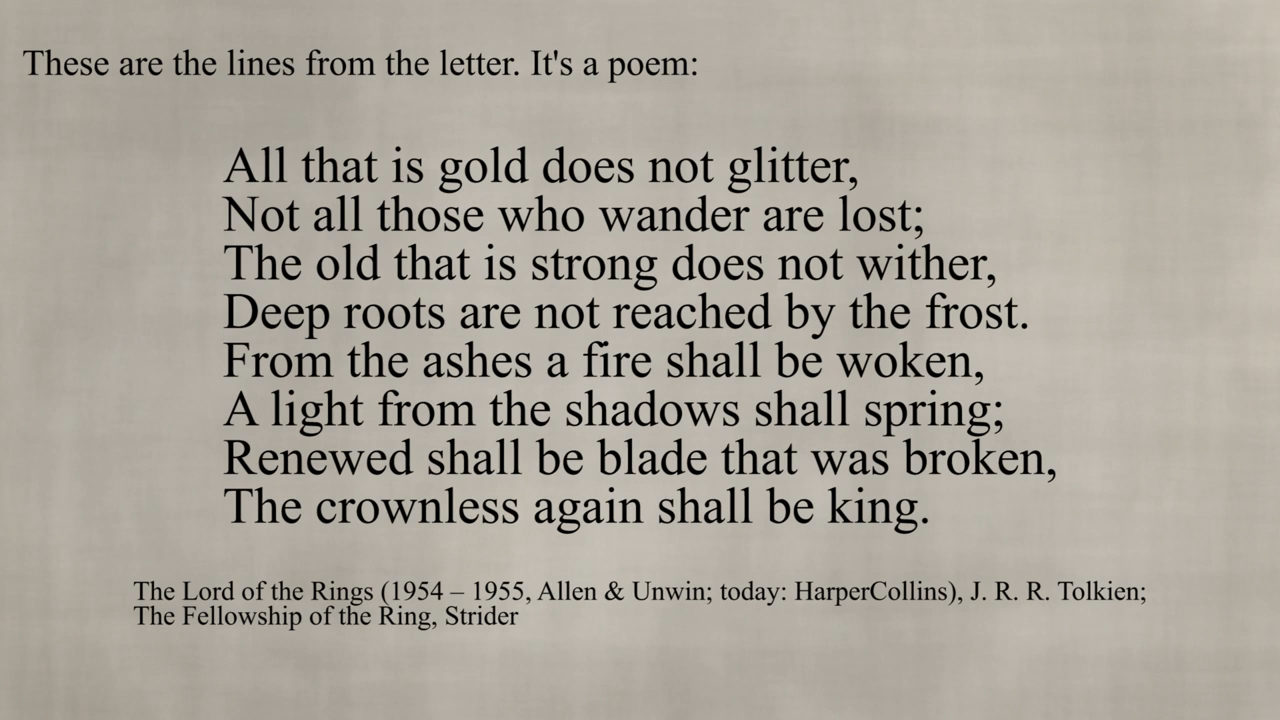 These are the lines from the letter. It's a poem:
All that is gold does not glitter,
Not all those who wander are lost;
The old that is strong does not wither,
Deep roots are not reached by the frost.
From the ashes a fire shall be woken,
A light from the shadows shall spring;
Renewed shall be blade that was broken,
The crownless again shall be king.
The Lord of the Rings (1954 – 1955, Allen & Unwin; today: HarperCollins), J. R. R. Tolkien;
The Fellowship of the Ring, Strider